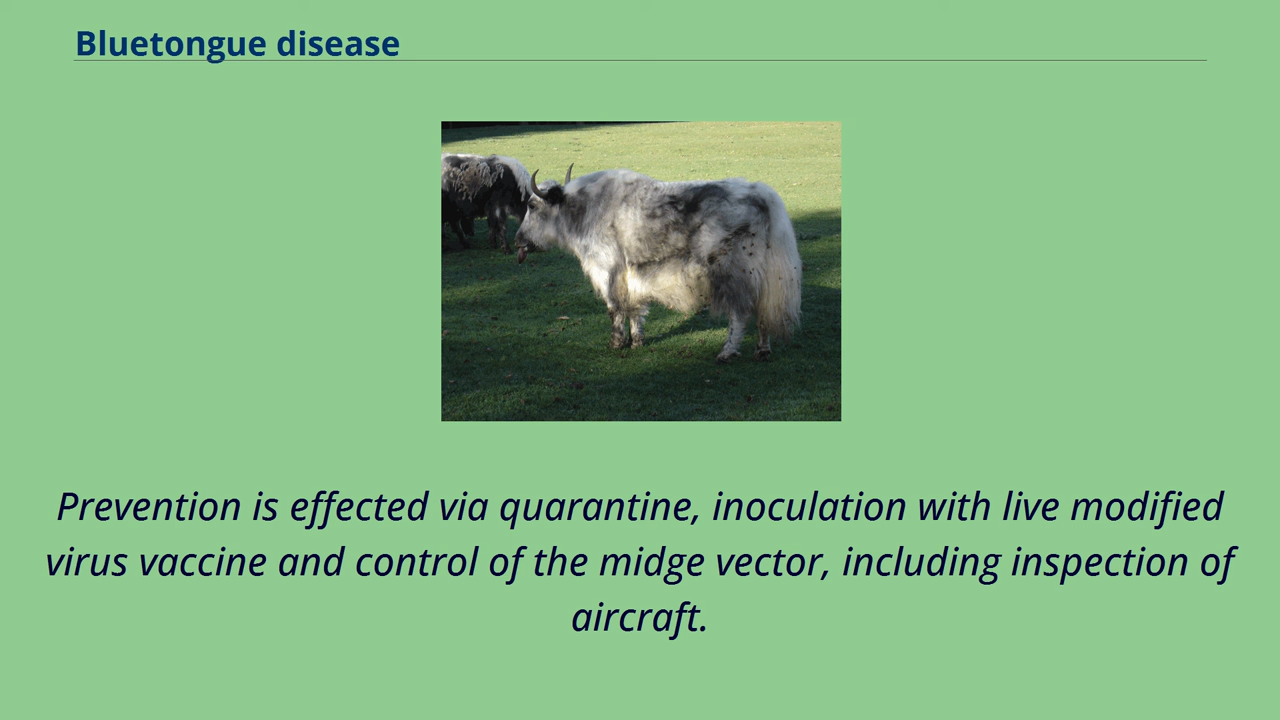 Bluetongue disease
Prevention is effected via quarantine, inoculation with live modified
virus vaccine and control of the midge vector, including inspection of
aircraft.